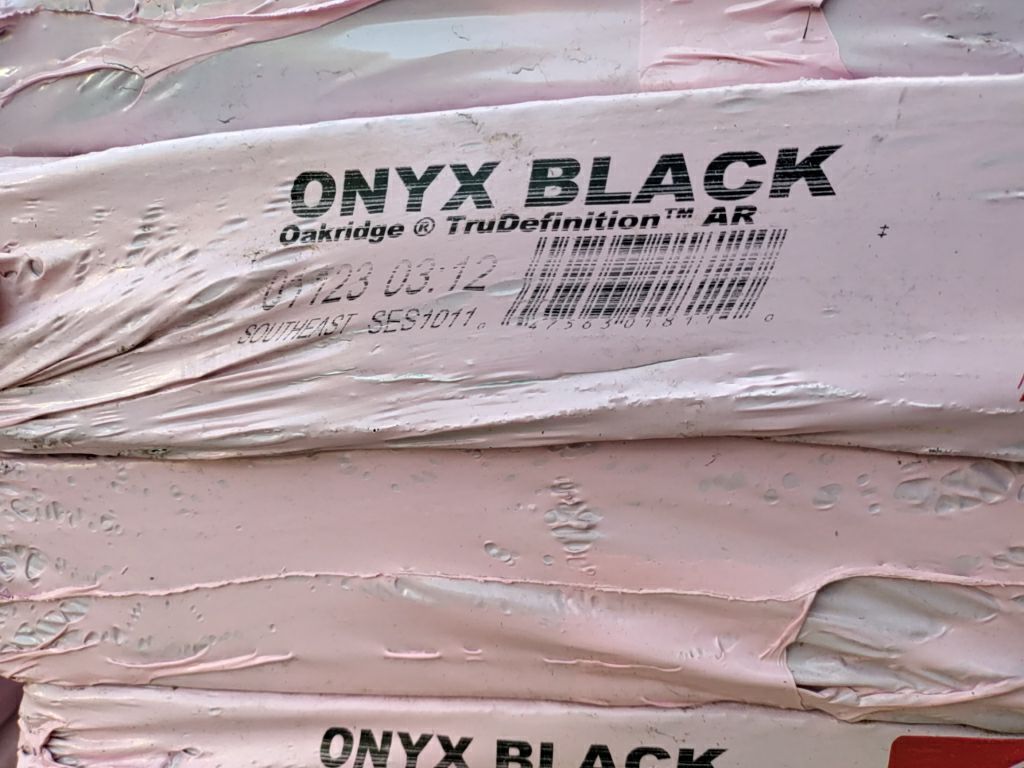 ONYX BLACK
Oakridge ® TruDefinition™ AR
01123 03:12
SOUTHEAST SES1011
ONYX BLACK